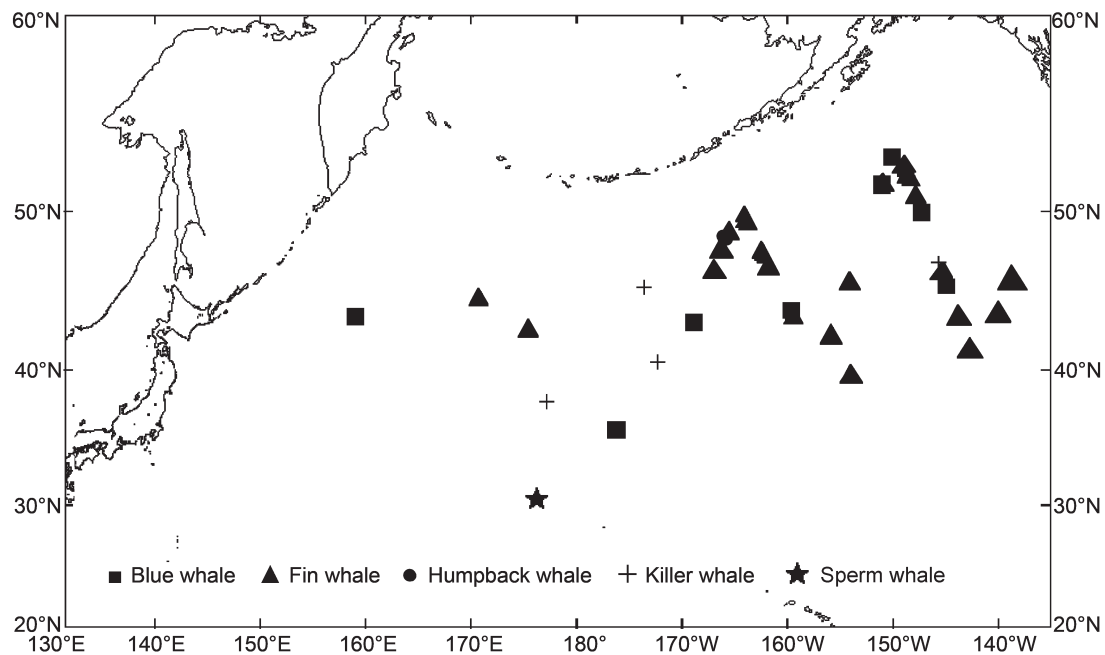 60°N 60°N
50°N 50°N
40°N 40°N
30°N 30°N
Blue whale Fin whale Humpback whale Killer whale Sperm whale
20°N 20°N
130°E 140°E 150°E 160°E 170°E 180° 170°W 160°W 150°W 140°W